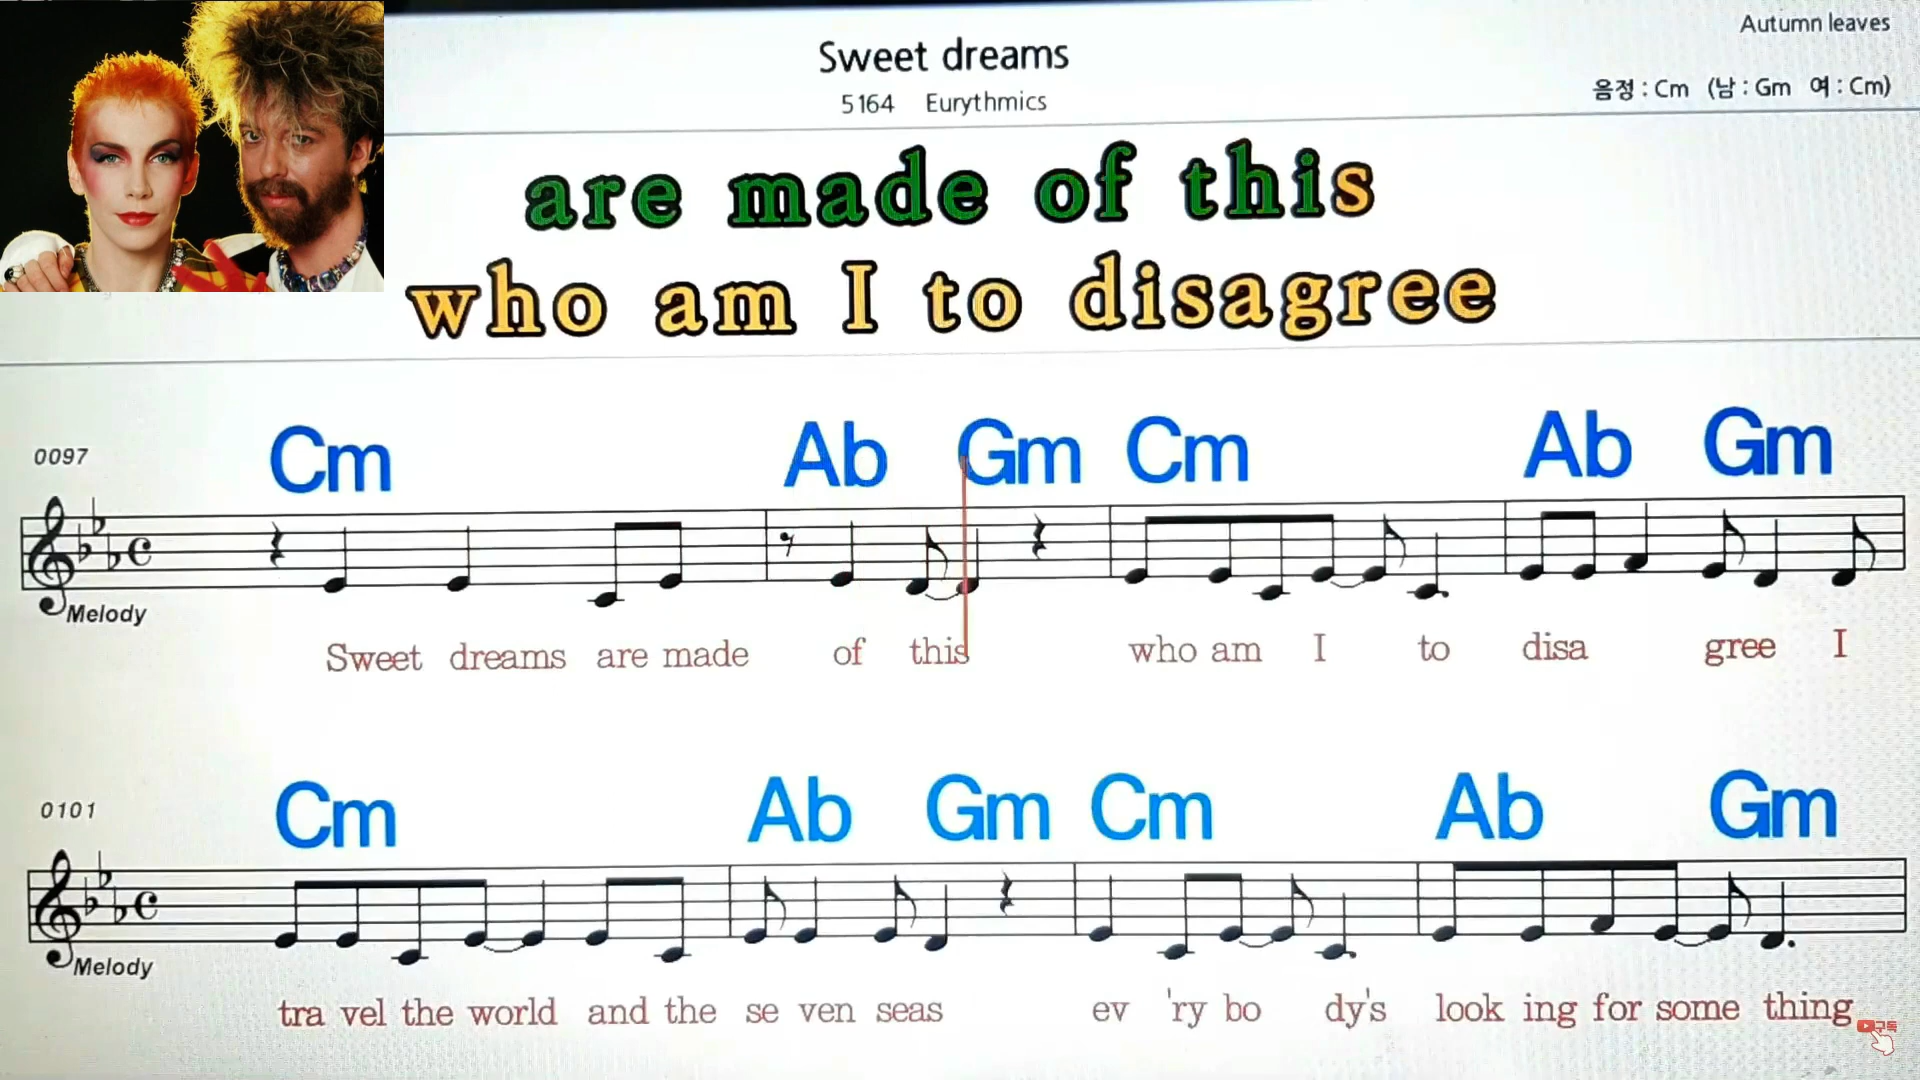 Autumn leaves
Sweet dreams
5164 Eurythmics
음정 : Cm (남 : Gm 여 : Cm)
are made of this
who am I to disagree
Cm Ab Gm Cm Ab Gm
0097
Melody
Sweet dreams are made of this who am I to disa gree I
Cm Ab Gm Cm Ab Gm
0101
Melody
tra vel the world and the se ven seas ev 'ry bo dy's look ing for some thing
구독